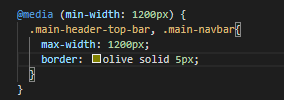 @media (min-width: 1200px) {
.main-header-top-bar, .main-navbar{
max-width: 1200px;
border: olive solid 5px;
}
}